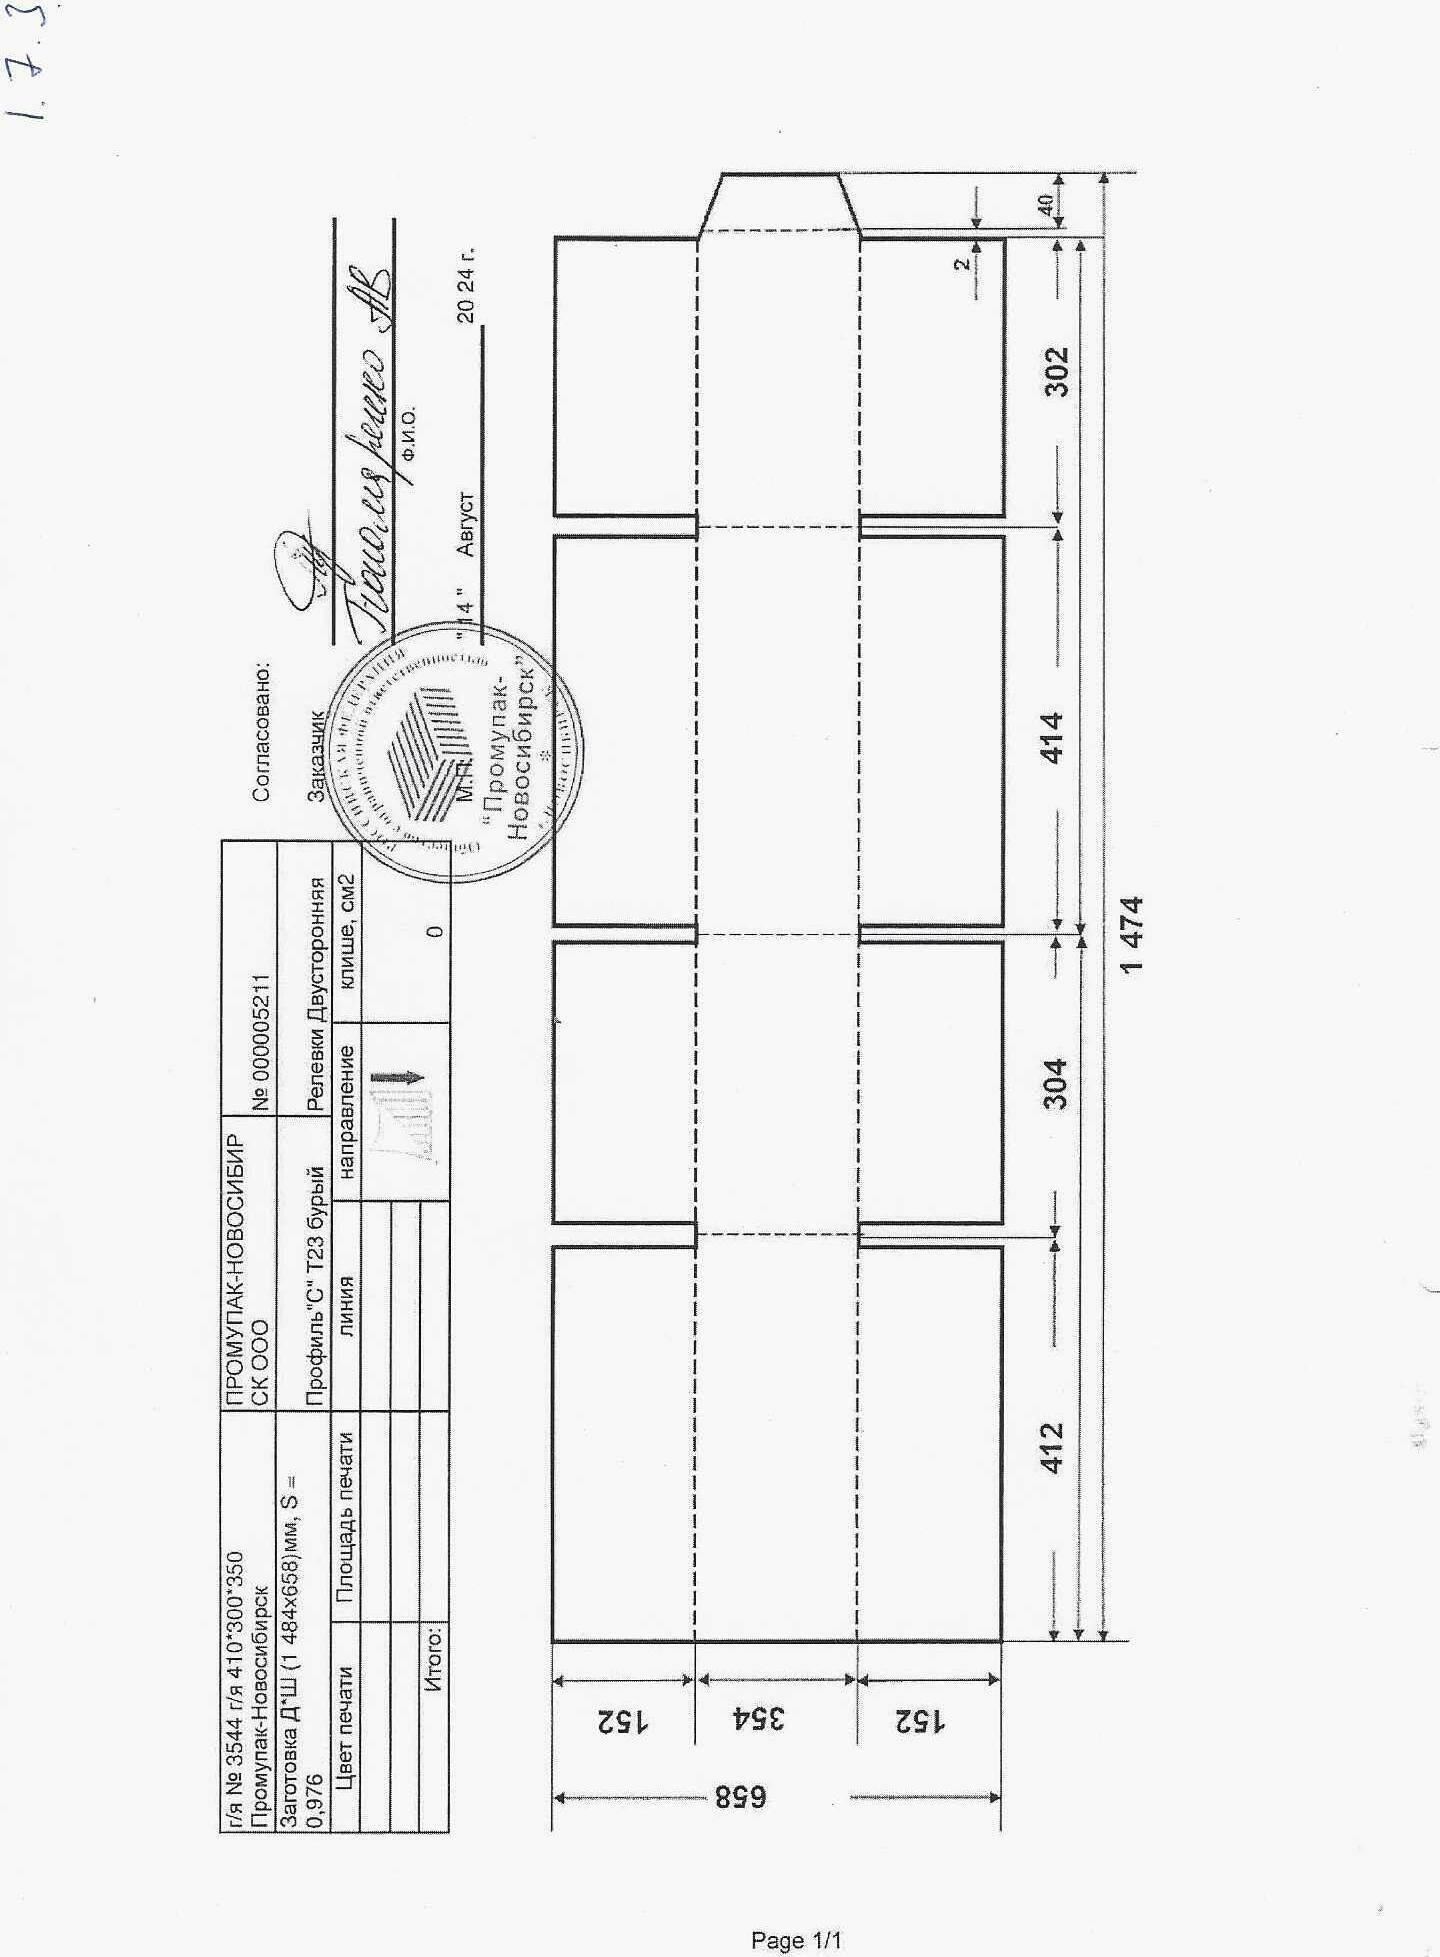 1.7.3
г/я № 3544 г/я 410*300*350
Промупак-Новосибирск
ПРОМУПАК-НОВОСИБИР
СК ООО
№ 000005211
Заготовка Д*Ш (1 484х658)мм, S =
0,976
Профиль"С" Т23 бурый
Релевки Двусторонняя
Цвет печати
Площадь печати
линия
направление
клише, см2
Итого:
0
Согласовано:
Заказчик
Пономаренко АВ
Ф.И.О.
М.П.
" 14 " Август 20 24 г.
РОССИЙСКАЯ ФЕДЕРАЦИЯ
Общество с ограниченной ответственностью
"Промупак-
Новосибирск"
г. НОВОСИБИРСК
152
658
354
152
2
412
304
414
302
40
1 474
Page 1/1